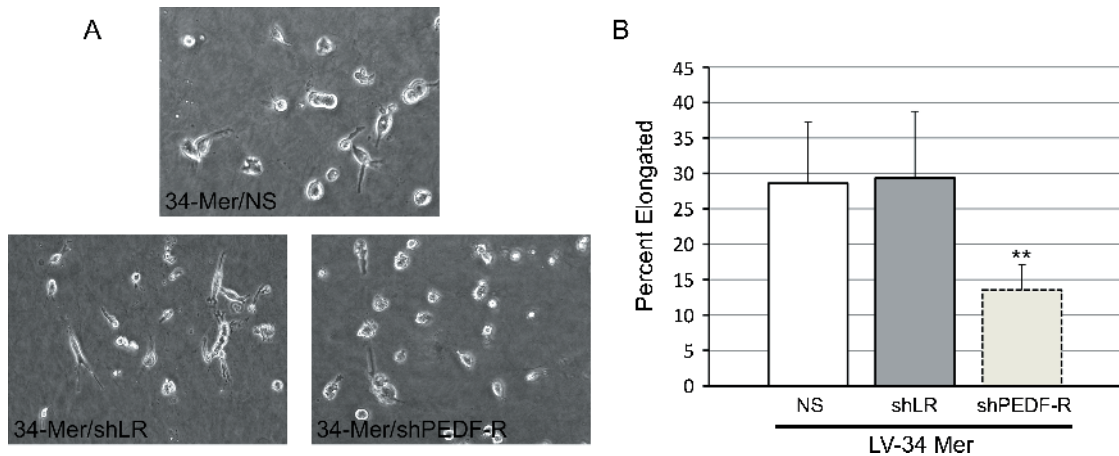 A
34-Mer/NS
34-Mer/shLR
34-Mer/shPEDF-R
B
Percent Elongated
45
40
35
30
25
20
15
10
5
0
**
NS shLR shPEDF-R
LV-34 Mer